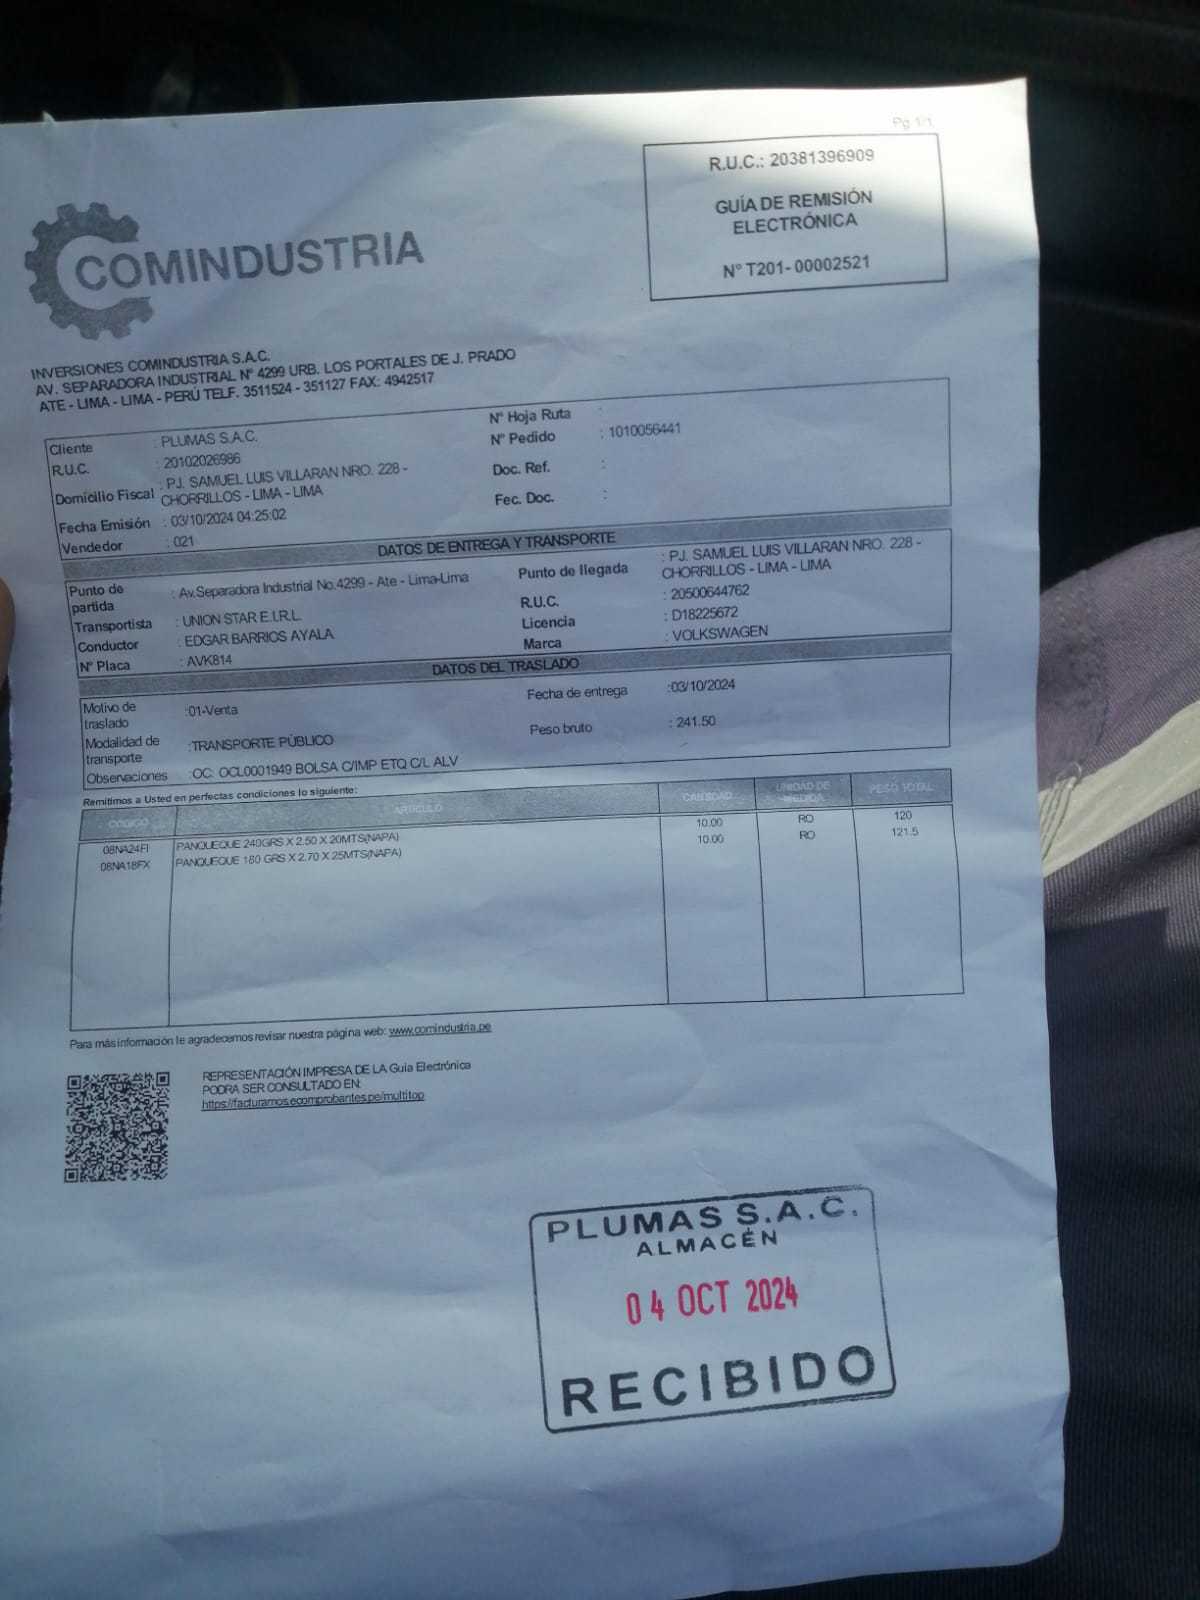 Pg 1/1
R.U.C.: 20381396909
GUÍA DE REMISIÓN
ELECTRÓNICA
N° T201- 00002521
COMINDUSTRIA
INVERSIONES COMINDUSTRIA S.A.C.
AV. SEPARADORA INDUSTRIAL N° 4299 URB. LOS PORTALES DE J. PRADO
ATE - LIMA - LIMA - PERÚ TELF. 3511524 - 351127 FAX: 4942517
Cliente : PLUMAS S.A.C.
R.U.C. : 20102026986
Domicilio Fiscal : PJ. SAMUEL LUIS VILLARAN NRO. 228 -
CHORRILLOS - LIMA - LIMA
Fecha Emisión : 03/10/2024 04:25:02
Vendedor : 021
N° Hoja Ruta :
N° Pedido : 1010056441
Doc. Ref. :
Fec. Doc. :
DATOS DE ENTREGA Y TRANSPORTE
Punto de
partida : Av.Separadora Industrial No.4299 - Ate - Lima-Lima
Transportista : UNION STAR E.I.R.L.
Conductor : EDGAR BARRIOS AYALA
N° Placa : AVK814
Punto de llegada : PJ. SAMUEL LUIS VILLARAN NRO. 228 -
CHORRILLOS - LIMA - LIMA
R.U.C. : 20500644762
Licencia : D18225672
Marca : VOLKSWAGEN
DATOS DEL TRASLADO
Motivo de
traslado :01-Venta
Modalidad de
transporte :TRANSPORTE PÚBLICO
Observaciones :OC: OCL0001949 BOLSA C/IMP ETQ C/L ALV
Fecha de entrega :03/10/2024
Peso bruto : 241.50
Remitimos a Usted en perfectas condiciones lo siguiente:
CODIGO ARTICULO CANTIDAD UNIDAD DE MEDIDA PESO TOTAL
08NA24FI PANQUEQUE 240GRS X 2.50 X 20MTS(NAPA) 10.00 RO 120
08NA18FX PANQUEQUE 180 GRS X 2.70 X 25MTS(NAPA) 10.00 RO 121.5
Para más información le agradecemos revisar nuestra página web: www.comindustria.pe
REPRESENTACIÓN IMPRESA DE LA Guia Electrónica
PODRA SER CONSULTADO EN:
https://facturamos.ecomprobantes.pe/multitop
PLUMAS S.A.C.
ALMACÉN
04 OCT 2024
RECIBIDO